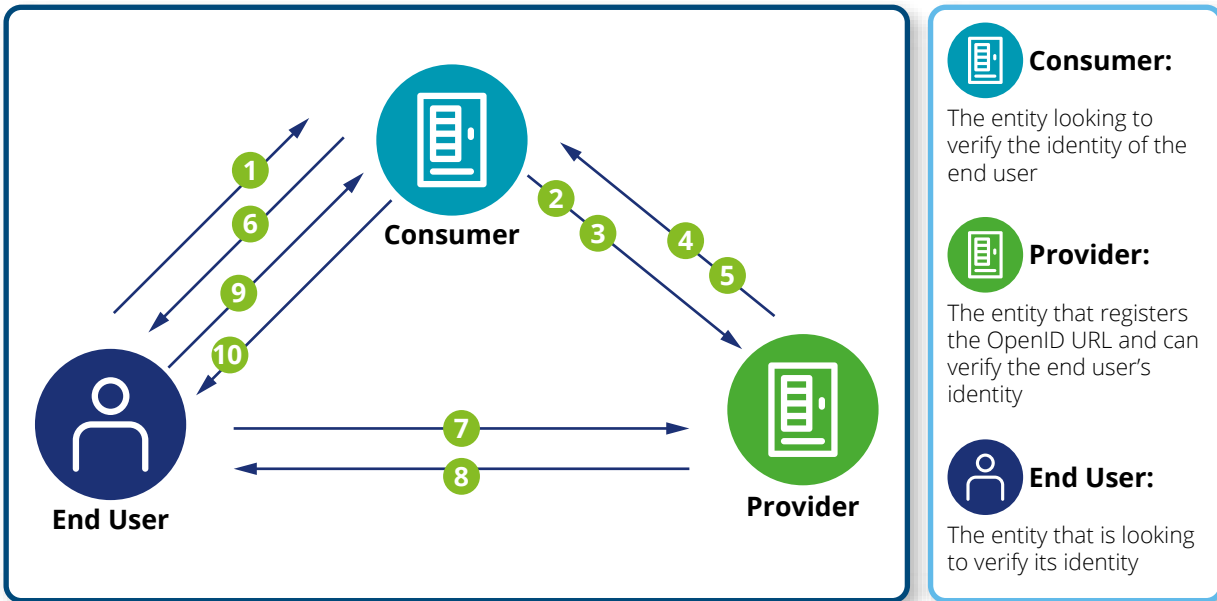 1
6
9
10
2
3
4
5
Consumer
7
8
End User
Provider
Consumer:
The entity looking to
verify the identity of the
end user
Provider:
The entity that registers
the OpenID URL and can
verify the end user’s
identity
End User:
The entity that is looking
to verify its identity